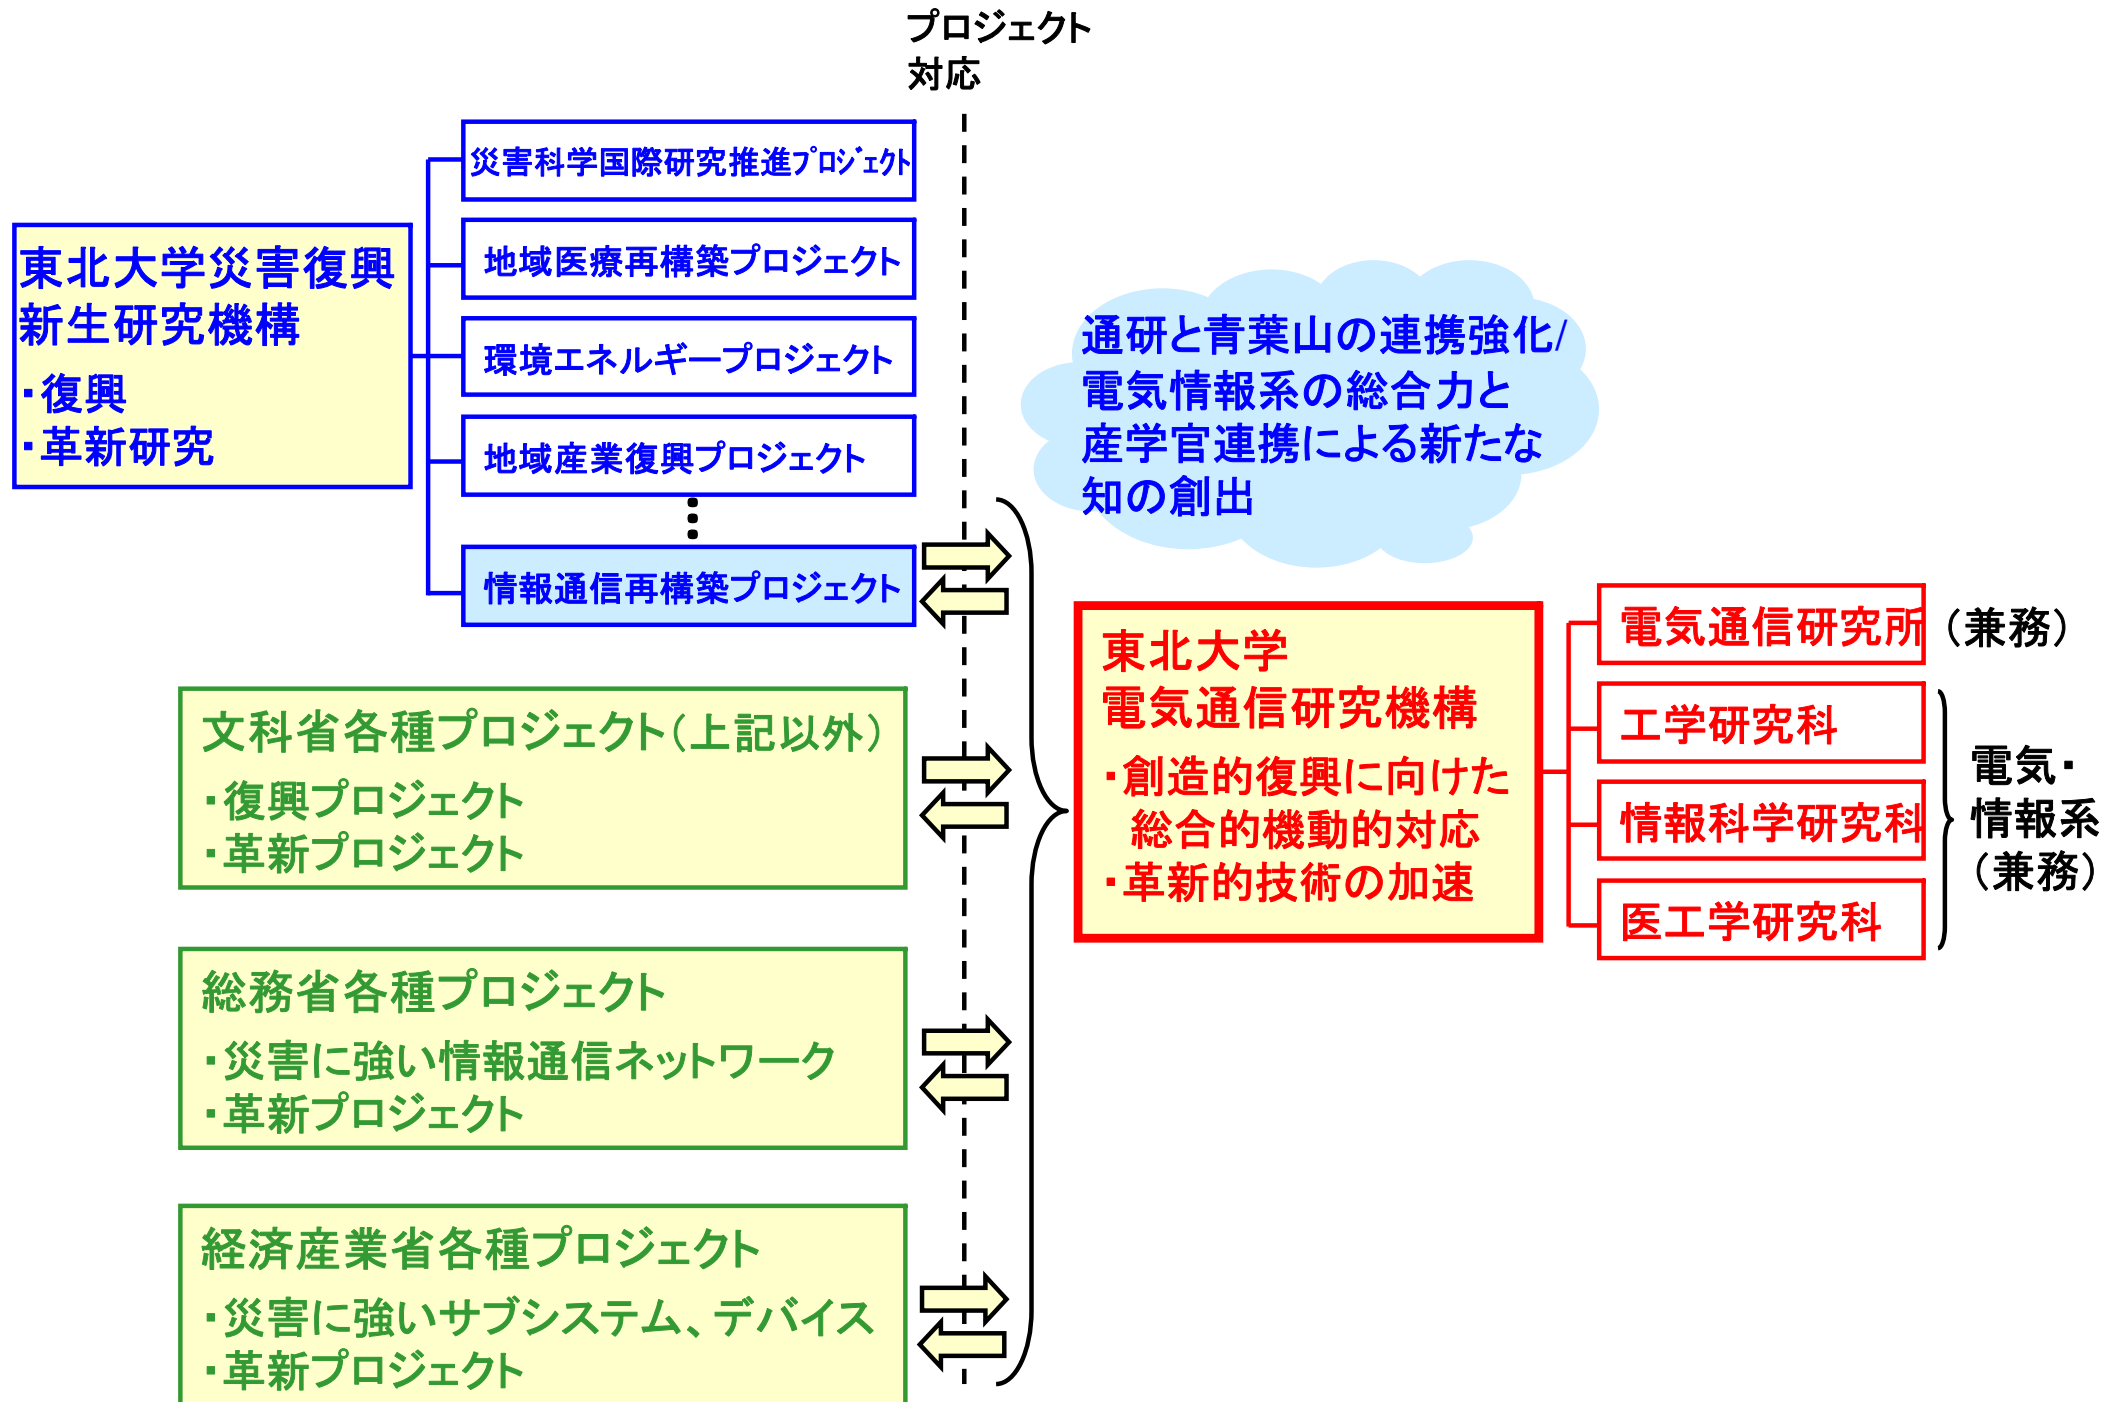 プロジェクト
対応
災害科学国際研究推進プロジェクト
東北大学災害復興
新生研究機構
・復興
・革新研究
地域医療再構築プロジェクト
環境エネルギープロジェクト
地域産業復興プロジェクト
情報通信再構築プロジェクト
通研と青葉山の連携強化/
電気情報系の総合力と
産学官連携による新たな
知の創出
文科省各種プロジェクト(上記以外)
・復興プロジェクト
・革新プロジェクト
総務省各種プロジェクト
・災害に強い情報通信ネットワーク
・革新プロジェクト
経済産業省各種プロジェクト
・災害に強いサブシステム、デバイス
・革新プロジェクト
東北大学
電気通信研究機構
・創造的復興に向けた
総合的機動的対応
・革新的技術の加速
電気通信研究所
(兼務)
工学研究科
情報科学研究科
医工学研究科
電気・
情報系
(兼務)